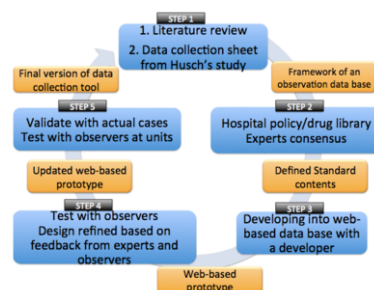 STEP 1
1. Literature review
2. Data collection sheet
from Husch's study
Framework of an
observation data base
STEP 2
Hospital policy/drug library
Experts consensus
Defined Standard
contents
STEP 3
Developing into web-
based data base with
a developer
Web-based
prototype
STEP 4
Test with observers
Design refined based on
feedback from experts and
observers
Updated web-based
prototype
STEP 5
Validate with actual cases
Test with observers at units
Final version of data
collection tool